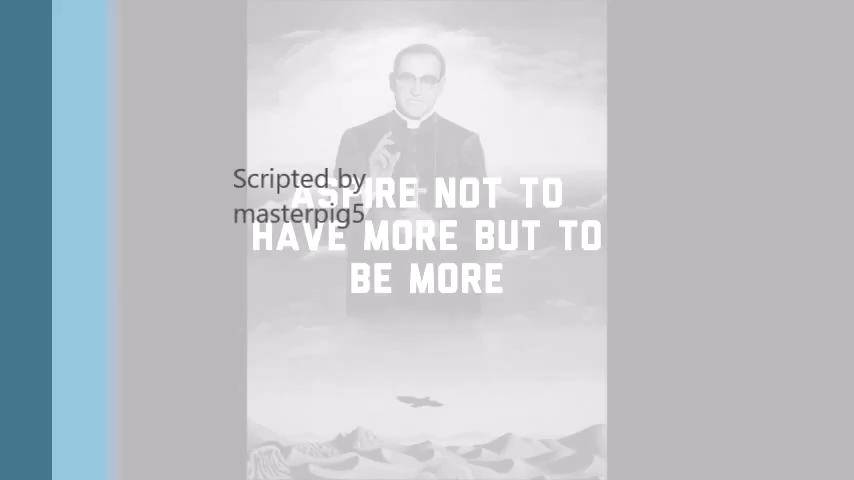 Scripted by
masterpig5
ASPIRE NOT TO
HAVE MORE BUT TO
BE MORE